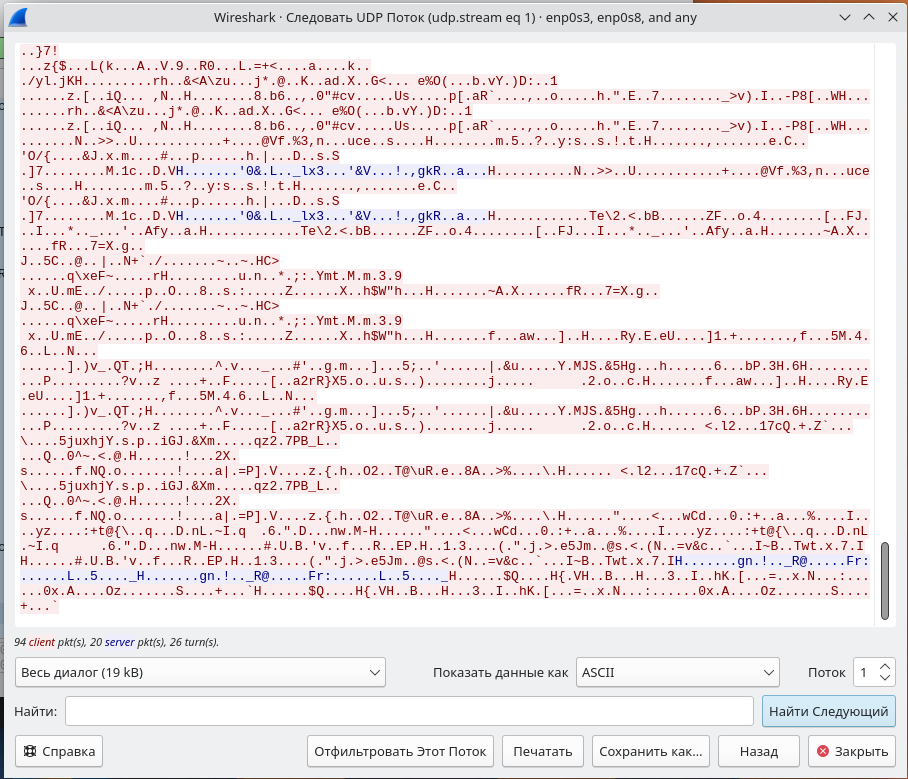 Wireshark · Следовать UDP Поток (udp.stream eq 1) · enp0s3, enp0s8, and any
..}7!
...z{$...L(k...A..V.9..R0...L.=+<....a....k..
./yl.jKH.........rh..&<A\zu...j*.@..K..ad.X..G<... e%O(...b.vY.)D:..1
......z.[..iQ... ,N..H........8.b6..,.0"#cv.....Us.....p[.aR`....,..o.....h.".E..7........_>v).I..-P8[..WH...
......rh..&<A\zu...j*.@..K..ad.X..G<... e%O(...b.vY.)D:..1
......z.[..iQ... ,N..H........8.b6..,.0"#cv.....Us.....p[.aR`....,..o.....h.".E..7........_>v).I..-P8[..WH...
.......N..>>..U...........+....@Vf.%3,n...uce..s....H........m.5..?..y:s..s.!.t.H.......,.......e.C..
'O/{....&J.x.m....#...p......h.|...D..s.S
.]7........M.1c..D.VH.......'0&.L.._lx3...'&V...!.,gkR..a...H..........N..>>..U...........+....@Vf.%3,n...uce
..s....H........m.5..?..y:s..s.!.t.H.......,.......e.C..
'O/{....&J.x.m....#...p......h.|...D..s.S
.]7........M.1c..D.VH.......'0&.L.._lx3...'&V...!.,gkR..a...H...........Te\2.<.bB......ZF..o.4........[..FJ.
..I...*.._...'..Afy..a.H............Te\2.<.bB......ZF..o.4........[..FJ...I...*.._...'..Afy..a.H.......~A.X..
....fR...7=X.g..
J..5C..@..|..N+`./.......~..~.HC>
......q\xeF~.....rH.........u.n..*.;:.Ymt.M.m.3.9
 x..U.mE../.....p..O...8..s.:.....Z......X..h$W"h...H.......~A.X......fR...7=X.g..
J..5C..@..|..N+`./.......~..~.HC>
......q\xeF~.....rH.........u.n..*.;:.Ymt.M.m.3.9
 x..U.mE../.....p..O...8..s.:.....Z......X..h$W"h...H.......f...aw...]..H....Ry.E.eU....]1.+.......,f...5M.4.
6..L..N...
......].)v_.QT.;H........^.v..._...#'..g.m...]...5;..'......|.&u.....Y.MJS.&5Hg...h......6...bP.3H.6H........
...P.........?v..z ....+..F.....[..a2rR}X5.o..u.s..)........j.....      .2.o..c.H.......f...aw...]..H....Ry.E
.eU....]1.+.......,f...5M.4.6..L..N...
......].)v_.QT.;H........^.v..._...#'..g.m...]...5;..'......|.&u.....Y.MJS.&5Hg...h......6...bP.3H.6H........
...P.........?v..z ....+..F.....[..a2rR}X5.o..u.s..)........j.....      .2.o..c.H...... <.l2...17cQ.+.Z`...
\....5juxhjY.s.p..iGJ.&Xm.....qz2.7PB_L..
...Q..0^~.<.@.H......!...2X.
s......f.NQ.o.......!....a|.=P].V....z.{.h..O2..T@\uR.e..8A..>%....\.H...... <.l2...17cQ.+.Z`...
\....5juxhjY.s.p..iGJ.&Xm.....qz2.7PB_L..
...Q..0^~.<.@.H......!...2X.
s......f.NQ.o.......!....a|.=P].V....z.{.h..O2..T@\uR.e..8A..>%....\.H......"....<...wCd...0.:+..a...%....I..
..yz....:+t@{\..q...D.nL.~I.q  .6.".D...nw.M-H......"....<...wCd...0.:+..a...%....I....yz....:+t@{\..q...D.nL
.~I.q     .6.".D...nw.M-H......#.U.B.'v..f...R..EP.H..1.3....(.".j.>.e5Jm..@s.<.(N..=v&c..`...I~B..Twt.x.7.I
H......#.U.B.'v..f...R..EP.H..1.3....(.".j.>.e5Jm..@s.<.(N..=v&c..`...I~B..Twt.x.7.IH.......gn.!.._R@.....Fr:
......L..5...._H.......gn.!.._R@.....Fr:......L..5...._H......$Q....H{.VH..B...H...3..I..hK.[...=..x.N...:...
...0x.A....Oz.......S....+...`H......$Q....H{.VH..B...H...3..I..hK.[...=..x.N...:......0x.A....Oz.......S....
+...`
94 client pkt(s), 20 server pkt(s), 26 turn(s).
Весь диалог (19 kB) Показать данные как ASCII Поток 1
Найти: Найти Следующий
Справка Отфильтровать Этот Поток Печатать Сохранить как... Назад Закрыть